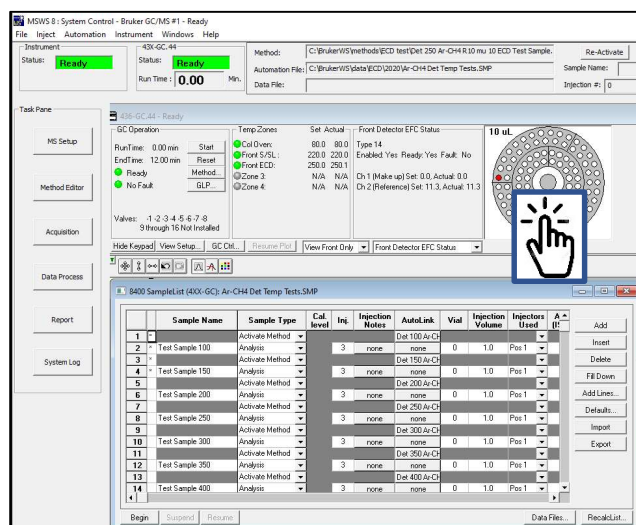 MSWS 8 : System Control - Bruker GC/MS #1 - Ready
File Inject Automation Instrument Windows Help
Instrument
Status: Ready
43X-GC.44
Status: Ready
Run Time : 0.00 Min.
Method: C:\BrukerWS\methods\ECD test\Det 250 Ar-CH4 R10 mu 10 ECD Test Sample.
Automation File: C:\BrukerWS\data\ECD\2020\Ar-CH4 Det Temp Tests.SMP
Data File:
Re-Activate
Sample Name:
Injection #: 0
Task Pane
MS Setup
Method Editor
Acquisition
Data Process
Report
System Log
436-GC.44 - Ready
GC Operation
RunTime: 0.00 min Start
EndTime: 12.00 min Reset
Ready Method...
No Fault GLP...
Valves: -1 -2 -3 -4 -5 -6 -7 -8
9 through 16 Not Installed
Temp.Zones Set Actual
Col Oven: 80.0 80.0
Front S/SL : 220.0 220.0
Front ECD: 250.0 250.1
Zone 3: N/A N/A
Zone 4: N/A N/A
Front Detector EFC Status
Type 14
Enabled: Yes Ready: Yes Fault: No
Ch 1 (Make up) Set: 0.0, Actual: 0.0
Ch 2 (Reference) Set: 11.3, Actual: 11.3
10 uL
Hide Keypad View Setup... GC Ctrl... Resume Plot View Front Only Front Detector EFC Status
8400 SampleList (4XX-GC): Ar-CH4 Det Temp Tests.SMP
Sample Name Sample Type Cal. level Inj. Injection Notes AutoLink Vial Injection Volume Injectors Used
1 Activate Method Det 100 Ar-CH
2 Test Sample 100 Analysis 3 none none 0 1.0 Pos 1
3 Activate Method Det 150 Ar-CH
4 Test Sample 150 Analysis 3 none none 0 1.0 Pos 1
5 Activate Method Det 200 Ar-CH
6 Test Sample 200 Analysis 3 none none 0 1.0 Pos 1
7 Activate Method Det 250 Ar-CH
8 Test Sample 250 Analysis 3 none none 0 1.0 Pos 1
9 Activate Method Det 300 Ar-CH
10 Test Sample 300 Analysis 3 none none 0 1.0 Pos 1
11 Activate Method Det 350 Ar-CH
12 Test Sample 350 Analysis 3 none none 0 1.0 Pos 1
13 Activate Method Det 400 Ar-CH
14 Test Sample 400 Analysis 3 none none 0 1.0 Pos 1
Add
Insert
Delete
Fill Down
Add Lines...
Defaults...
Import
Export
Begin Suspend Resume Data Files... RecalcList...